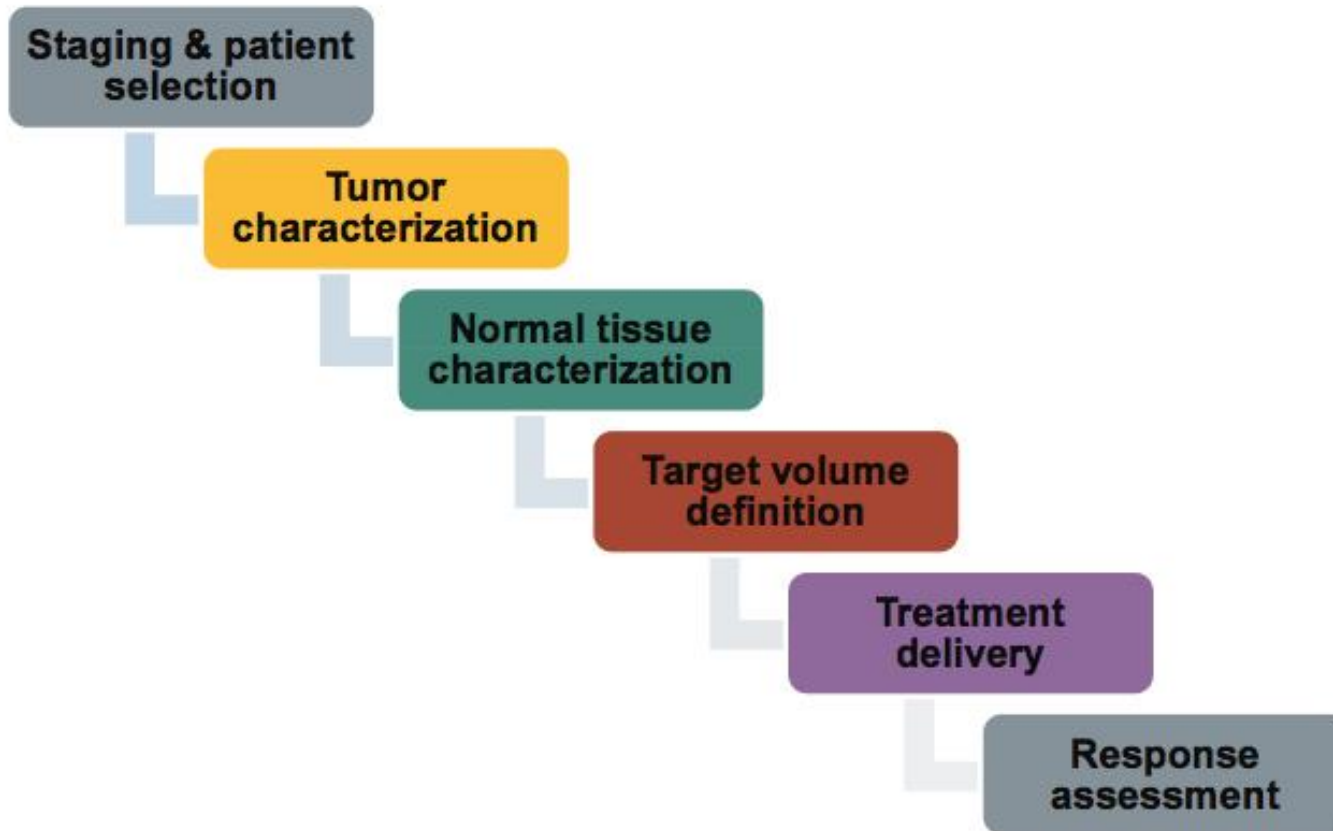 Staging & patient
selection
Tumor
characterization
Normal tissue
characterization
Target volume
definition
Treatment
delivery
Response
assessment